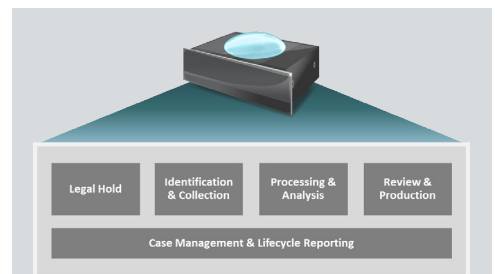 Legal Hold
Identification
& Collection
Processing &
Analysis
Review &
Production
Case Management & Lifecycle Reporting